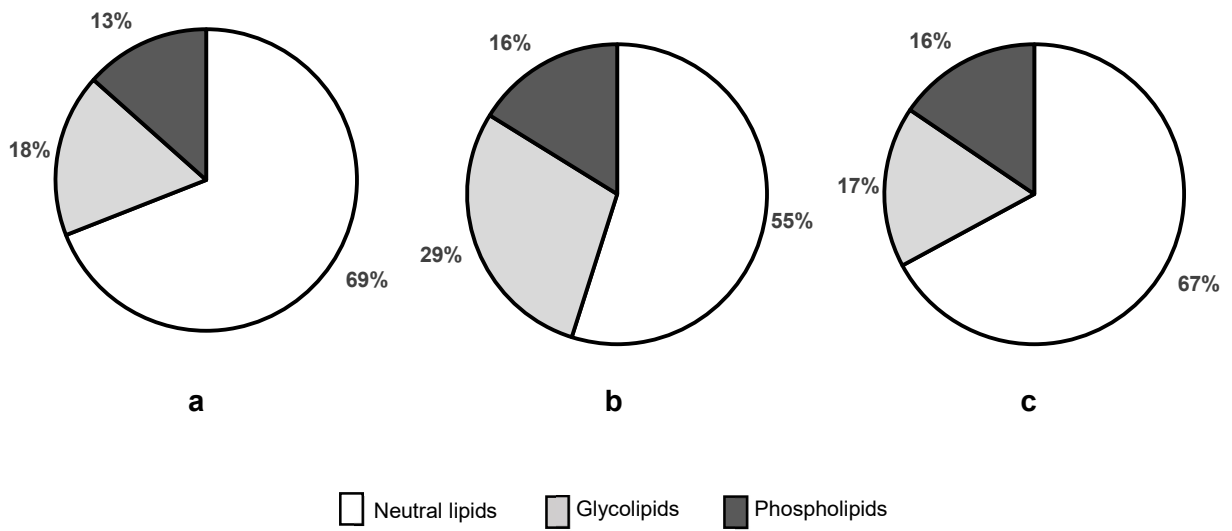 13%
18%
69%
a
16%
29%
55%
b
16%
17%
67%
c
Neutral lipids
Glycolipids
Phospholipids